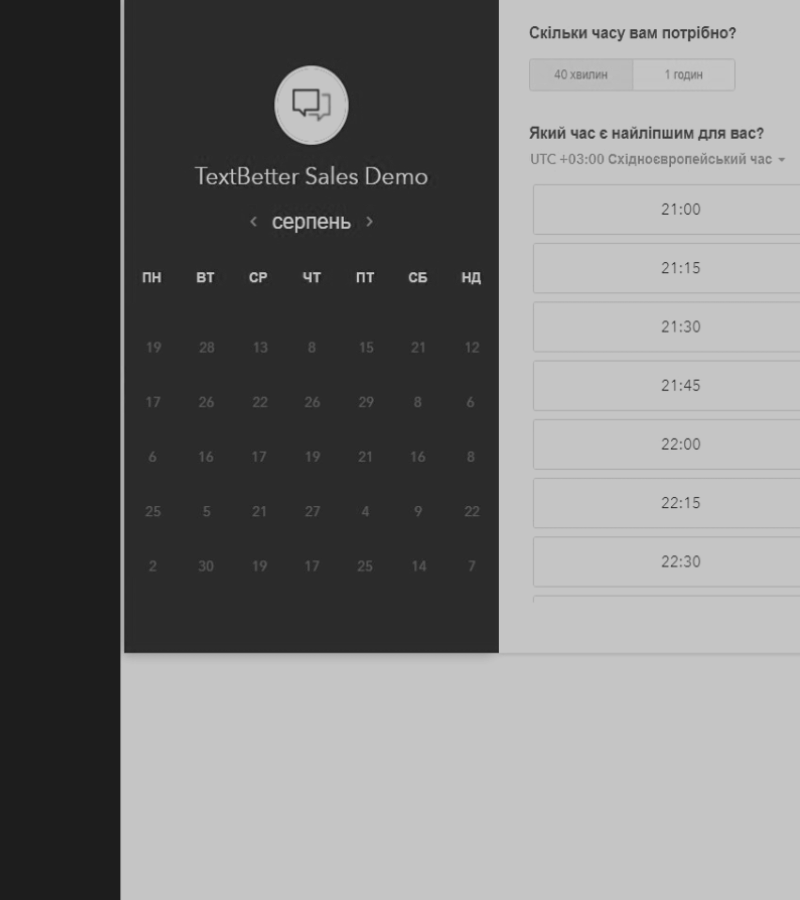 TextBetter Sales Demo
серпень
ПН ВТ СР ЧТ ПТ СБ НД
19 28 13 8 15 21 12
17 26 22 26 29 8 6
6 16 17 19 21 16 8
25 5 21 27 4 9 22
2 30 19 17 25 14 7
Скільки часу вам потрібно?
40 хвилин 1 годин
Який час є найліпшим для вас?
UTC +03:00 Східноєвропейський час
21:00
21:15
21:30
21:45
22:00
22:15
22:30